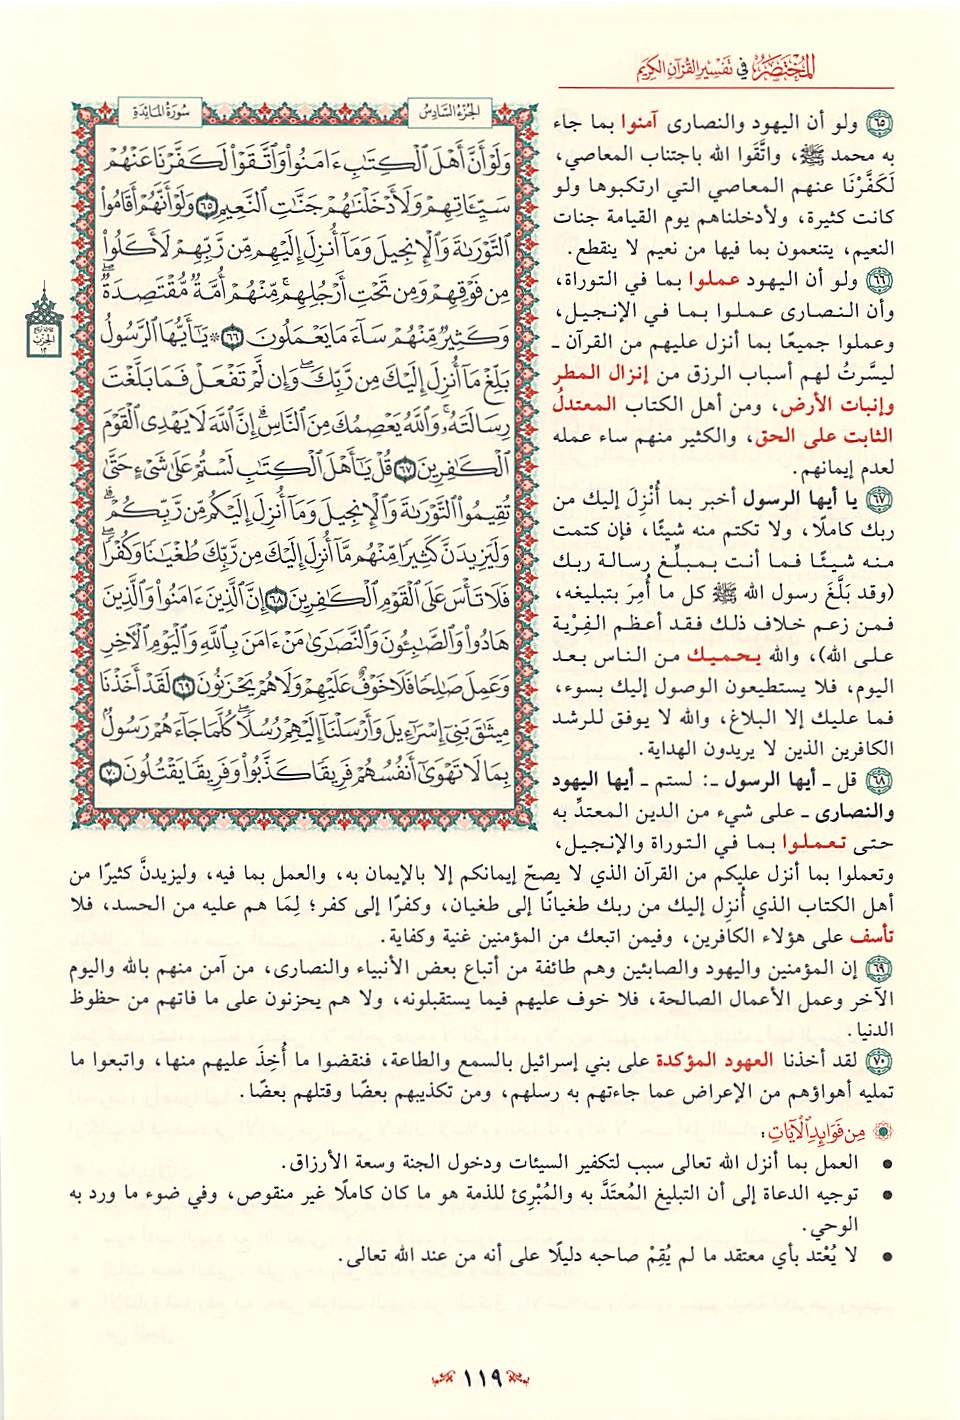 المختصر في تفسير القرآن الكريم
سورة المائدة
الجزء السادس
وَلَوْ أَنَّ أَهْلَ ٱلْكِتَٰبِ ءَامَنُواْ وَٱتَّقَوْاْ لَكَفَّرْنَا عَنْهُمْ
سَيِّـَٔاتِهِمْ وَلَأَدْخَلْنَٰهُمْ جَنَّٰتِ ٱلنَّعِيمِ ٦٥ وَلَوْ أَنَّهُمْ أَقَامُواْ
ٱلتَّوْرَىٰةَ وَٱلْإِنجِيلَ وَمَآ أُنزِلَ إِلَيْهِم مِّن رَّبِّهِمْ لَأَكَلُواْ
مِن فَوْقِهِمْ وَمِن تَحْتِ أَرْجُلِهِم ۚ مِّنْهُمْ أُمَّةٌ مُّقْتَصِدَةٌ ۖ
وَكَثِيرٌ مِّنْهُمْ سَآءَ مَا يَعْمَلُونَ ٦٦ ۞ يَٰٓأَيُّهَا ٱلرَّسُولُ
بَلِّغْ مَآ أُنزِلَ إِلَيْكَ مِن رَّبِّكَ ۖ وَإِن لَّمْ تَفْعَلْ فَمَا بَلَّغْتَ
رِسَالَتَهُۥ ۚ وَٱللَّهُ يَعْصِمُكَ مِنَ ٱلنَّاسِ ۗ إِنَّ ٱللَّهَ لَا يَهْدِى ٱلْقَوْمَ
ٱلْكَٰفِرِينَ ٦٧ قُلْ يَٰٓأَهْلَ ٱلْكِتَٰبِ لَسْتُمْ عَلَىٰ شَىْءٍ حَتَّىٰ
تُقِيمُواْ ٱلتَّوْرَىٰةَ وَٱلْإِنجِيلَ وَمَآ أُنزِلَ إِلَيْكُم مِّن رَّبِّكُمْ ۗ
وَلَيَزِيدَنَّ كَثِيرًا مِّنْهُم مَّآ أُنزِلَ إِلَيْكَ مِن رَّبِّكَ طُغْيَٰنًا وَكُفْرًا ۖ
فَلَا تَأْسَ عَلَى ٱلْقَوْمِ ٱلْكَٰفِرِينَ ٦٨ إِنَّ ٱلَّذِينَ ءَامَنُواْ وَٱلَّذِينَ
هَادُواْ وَٱلصَّٰبِـُٔونَ وَٱلنَّصَٰرَىٰ مَنْ ءَامَنَ بِٱللَّهِ وَٱلْيَوْمِ ٱلْأَخِرِ
وَعَمِلَ صَٰلِحًا فَلَا خَوْفٌ عَلَيْهِمْ وَلَا هُمْ يَحْزَنُونَ ٦٩ لَقَدْ أَخَذْنَا
مِيثَٰقَ بَنِىٓ إِسْرَٰٓءِيلَ وَأَرْسَلْنَآ إِلَيْهِمْ رُسُلًا ۖ كُلَّمَا جَآءَهُمْ رَسُولٌۢ
بِمَا لَا تَهْوَىٰٓ أَنفُسُهُمْ فَرِيقًا كَذَّبُواْ وَفَرِيقًا يَقْتُلُونَ ٧٠
ثلاثة أرباع
الحزب
١٢
٦٥ ولو أن اليهود والنصارى آمنوا بما جاء
به محمد ﷺ، واتَّقَوا الله باجتناب المعاصي،
لَكَفَّرْنَا عنهم المعاصي التي ارتكبوها ولو
كانت كثيرة، ولأدخلناهم يوم القيامة جنات
النعيم، يتنعمون بما فيها من نعيم لا ينقطع.
٦٦ ولو أن اليهود عملوا بما في التوراة،
وأن النصارى عملوا بما في الإنجيل،
وعملوا جميعًا بما أنزل عليهم من القرآن ـ
ليسَّرتُ لهم أسباب الرزق من إنزال المطر
وإنبات الأرض، ومن أهل الكتاب المعتدلُ
الثابت على الحق، والكثير منهم ساء عمله
لعدم إيمانهم.
٦٧ يا أيها الرسول أخبر بما أُنْزِلَ إليك من
ربك كاملًا، ولا تكتم منه شيئًا، فإن كتمت
منه شيئًا فما أنت بمبلِّغ رسالة ربك
(وقد بَلَّغَ رسول الله ﷺ كل ما أُمِرَ بتبليغه،
فمن زعم خلاف ذلك فقد أعظم الفِرْية
على الله)، والله يحميك من الناس بعد
اليوم، فلا يستطيعون الوصول إليك بسوء،
فما عليك إلا البلاغ، والله لا يوفق للرشد
الكافرين الذين لا يريدون الهداية.
٦٨ قل ـ أيها الرسول ـ: لستم ـ أيها اليهود
والنصارى ـ على شيء من الدين المعتدِّ به
حتى تعملوا بما في التوراة والإنجيل،
وتعملوا بما أنزل عليكم من القرآن الذي لا يصحّ إيمانكم إلا بالإيمان به، والعمل بما فيه، وليزيدنَّ كثيرًا من
أهل الكتاب الذي أُنزِل إليك من ربك طغيانًا إلى طغيان، وكفرًا إلى كفر؛ لِمَا هم عليه من الحسد، فلا
تأسف على هؤلاء الكافرين، وفيمن اتبعك من المؤمنين غنية وكفاية.
٦٩ إن المؤمنين واليهود والصابئين وهم طائفة من أتباع بعض الأنبياء والنصارى، من آمن منهم بالله واليوم
الآخر وعمل الأعمال الصالحة، فلا خوف عليهم فيما يستقبلونه، ولا هم يحزنون على ما فاتهم من حظوظ
الدنيا.
٧٠ لقد أخذنا العهود المؤكدة على بني إسرائيل بالسمع والطاعة، فنقضوا ما أُخِذَ عليهم منها، واتبعوا ما
تمليه أهواؤهم من الإعراض عما جاءتهم به رسلهم، ومن تكذيبهم بعضًا وقتلهم بعضًا.
مِن فَوَائِدِ الآيَاتِ:
• العمل بما أنزل الله تعالى سبب لتكفير السيئات ودخول الجنة وسعة الأرزاق.
• توجيه الدعاة إلى أن التبليغ المُعتَدَّ به والمُبْرِئ للذمة هو ما كان كاملًا غير منقوص، وفي ضوء ما ورد به
الوحي.
• لا يُعْتد بأي معتقد ما لم يُقِمْ صاحبه دليلًا على أنه من عند الله تعالى.
١١٩